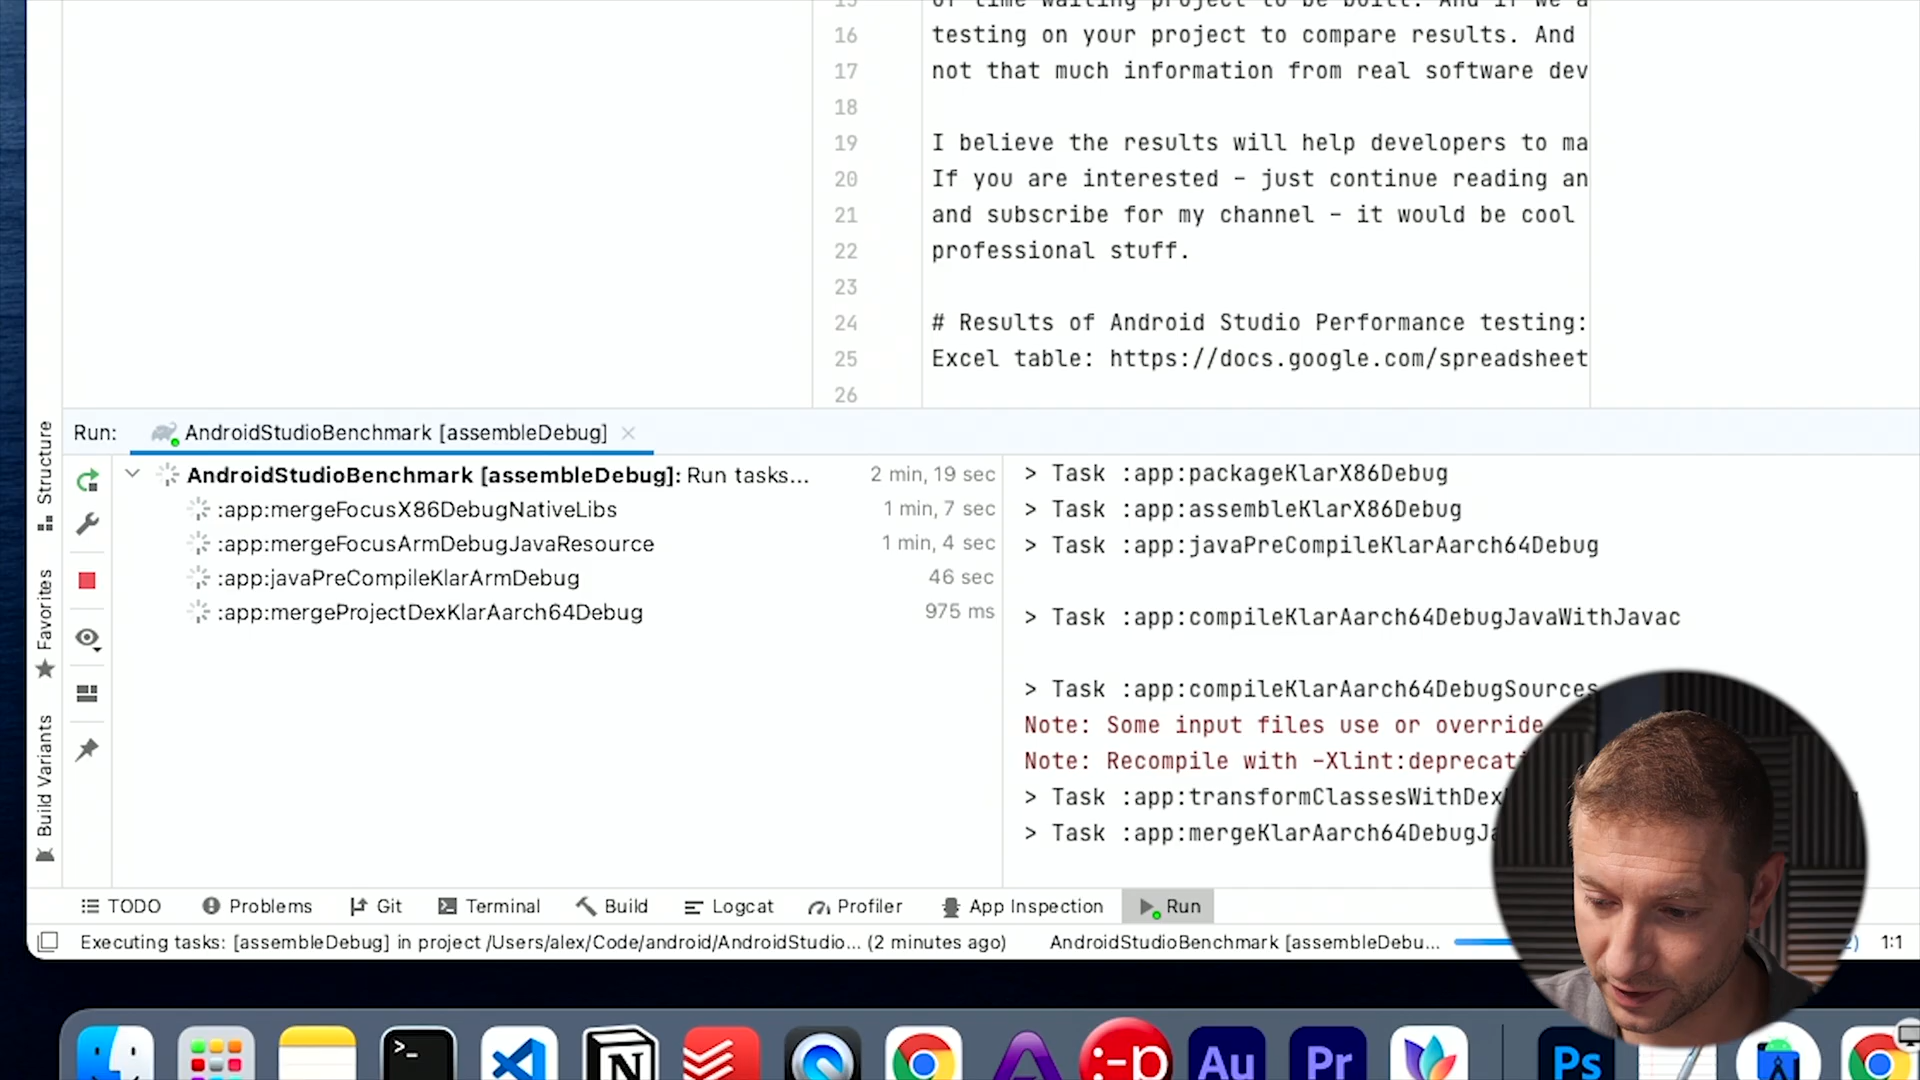 16 testing on your project to compare results. And
17 not that much information from real software dev
18
19 I believe the results will help developers to ma
20 If you are interested - just continue reading an
21 and subscribe for my channel - it would be cool
22 professional stuff.
23
24 # Results of Android Studio Performance testing:
25 Excel table: https://docs.google.com/spreadsheet
26
Structure
Favorites
Build Variants
Run: AndroidStudioBenchmark [assembleDebug]
AndroidStudioBenchmark [assembleDebug]: Run tasks... 2 min, 19 sec
:app:mergeFocusX86DebugNativeLibs 1 min, 7 sec
:app:mergeFocusArmDebugJavaResource 1 min, 4 sec
:app:javaPreCompileKlarArmDebug 46 sec
:app:mergeProjectDexKlarAarch64Debug 975 ms
> Task :app:packageKlarX86Debug
> Task :app:assembleKlarX86Debug
> Task :app:javaPreCompileKlarAarch64Debug
> Task :app:compileKlarAarch64DebugJavaWithJavac
> Task :app:compileKlarAarch64DebugSources
Note: Some input files use or override
Note: Recompile with -Xlint:deprecati
> Task :app:transformClassesWithDex
> Task :app:mergeKlarAarch64DebugJa
TODO Problems Git Terminal Build Logcat Profiler App Inspection Run
Executing tasks: [assembleDebug] in project /Users/alex/Code/android/AndroidStudio... (2 minutes ago) AndroidStudioBenchmark [assembleDebu... 1:1
>_ N :-p Au Pr Ps